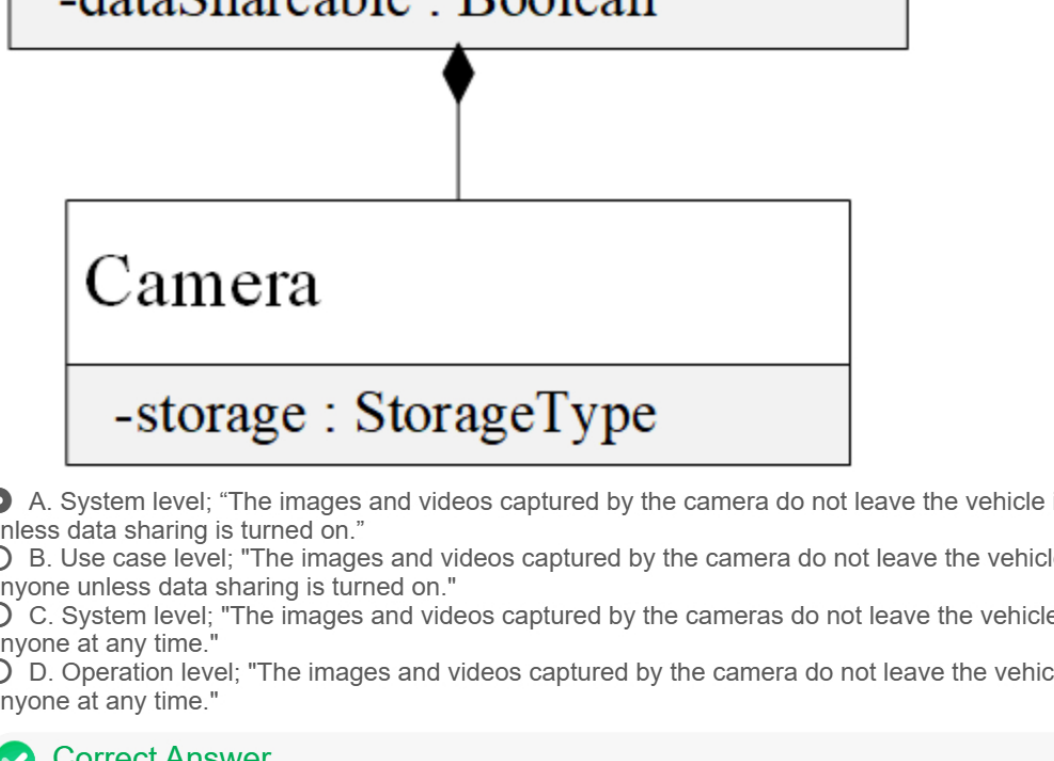 -dataShareable : Boolean
Camera
-storage : StorageType
A. System level; “The images and videos captured by the camera do not leave the vehicle
nless data sharing is turned on.”
B. Use case level; "The images and videos captured by the camera do not leave the vehicl
nyone unless data sharing is turned on."
C. System level; "The images and videos captured by the cameras do not leave the vehicle
nyone at any time."
D. Operation level; "The images and videos captured by the camera do not leave the vehic
nyone at any time."
Correct Answer